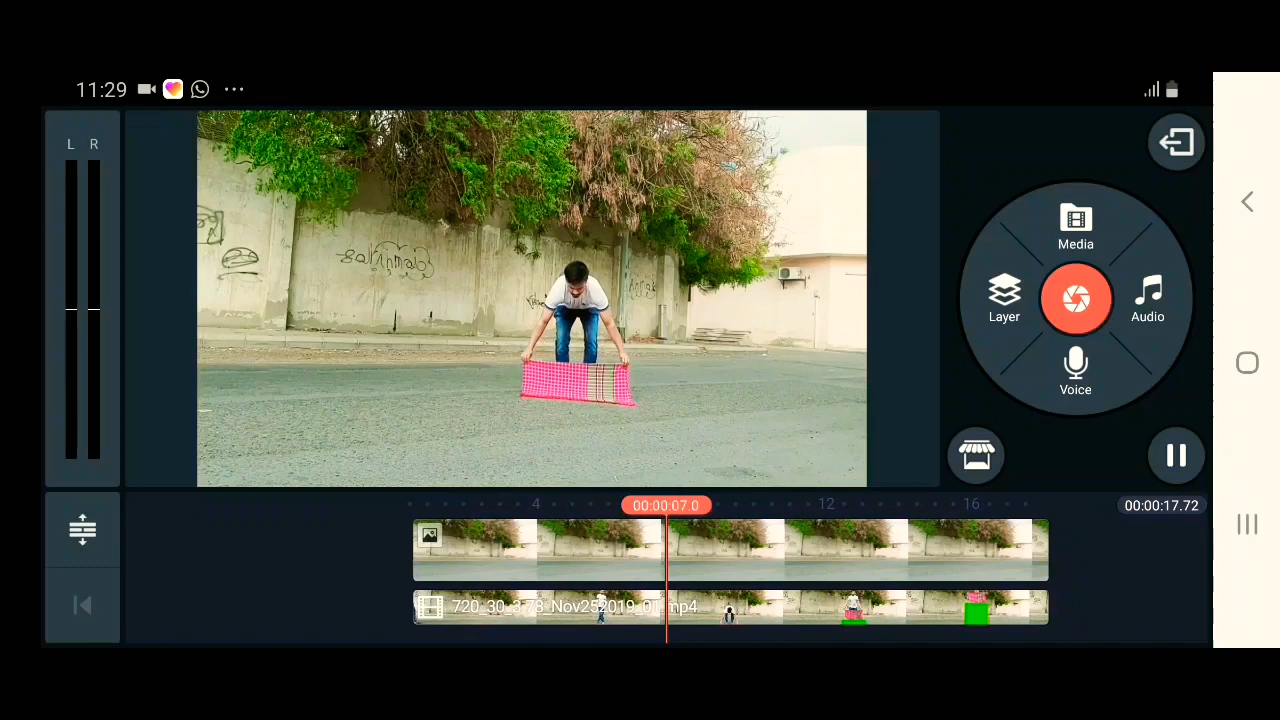 11:29
L R
Media
Layer
Audio
Voice
4
00:00:07.0
12
16
00:00:17.72
720_30_3.78_Nov252019_01.mp4